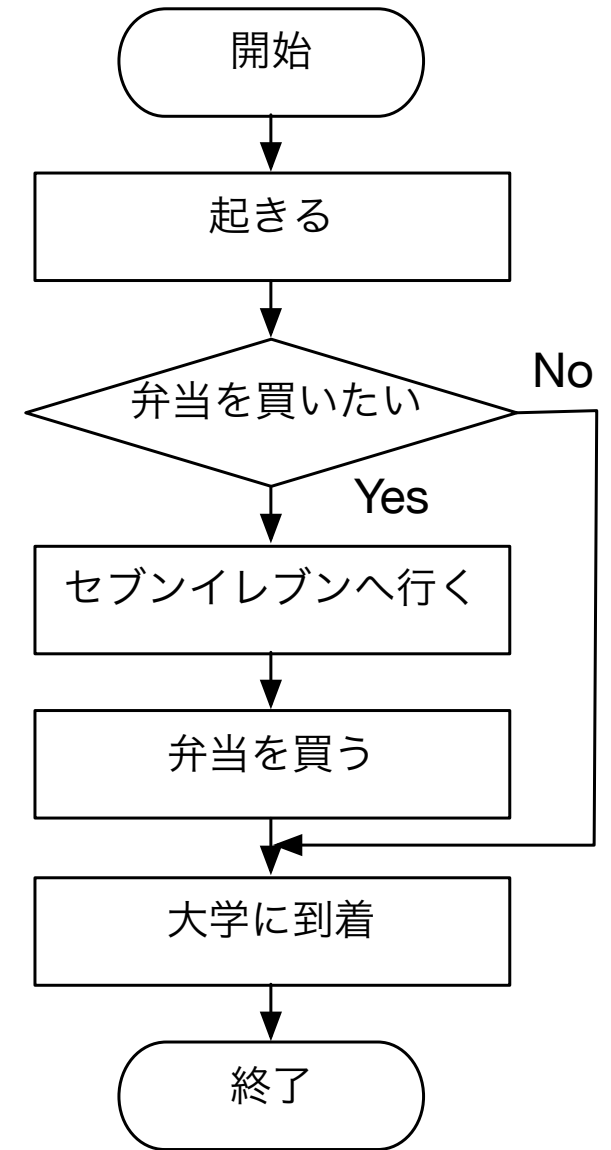 開始
起きる
弁当を買いたい
No
Yes
セブンイレブンへ行く
弁当を買う
大学に到着
終了